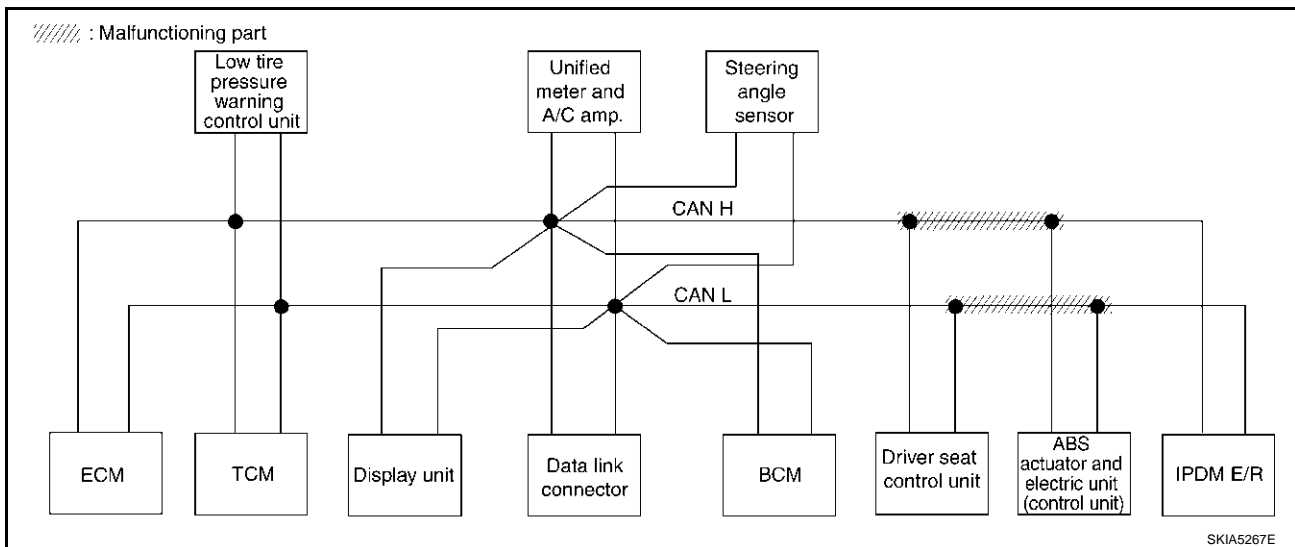 : Malfunctioning part
Low tire
pressure
warning
control unit
Unified
meter and
A/C amp.
Steering
angle
sensor
CAN H
CAN L
ECM
TCM
Display unit
Data link
connector
BCM
Driver seat
control unit
ABS
actuator and
electric unit
(control unit)
IPDM E/R
SKIA5267E